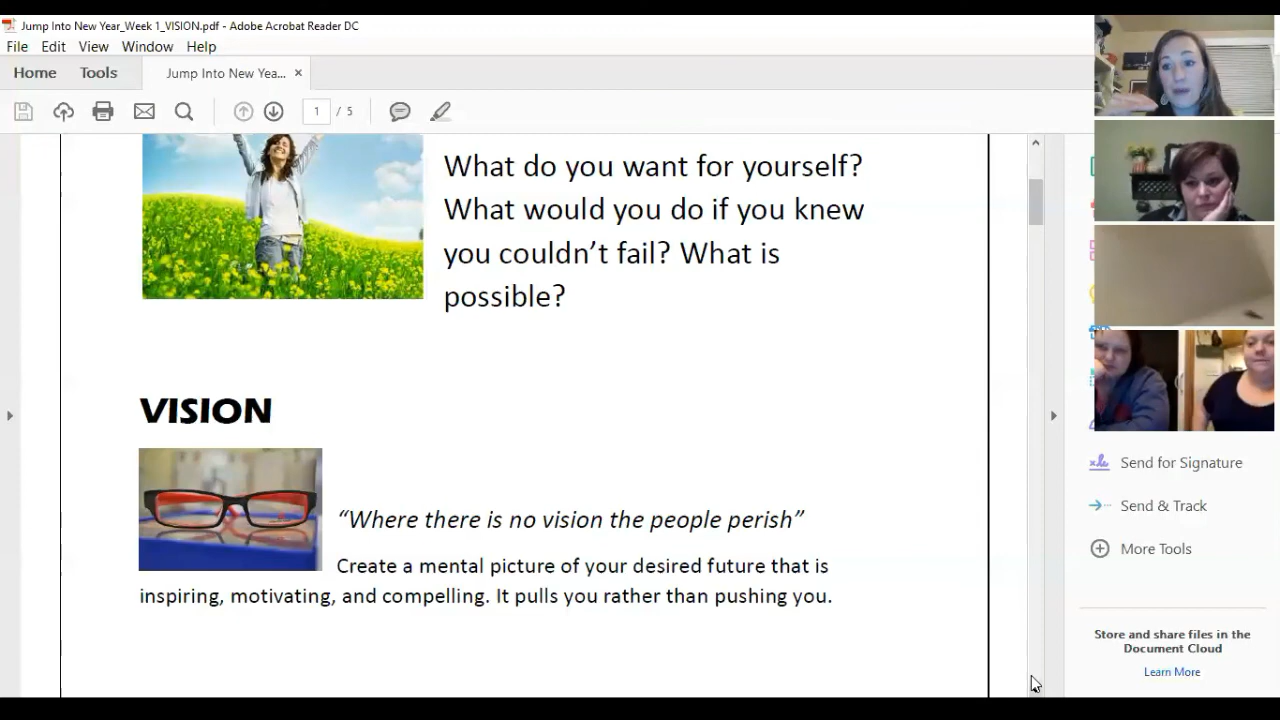 Jump Into New Year_Week 1_VISION.pdf - Adobe Acrobat Reader DC
File Edit View Window Help
Home Tools Jump Into New Yea... ×
1 / 5
What do you want for yourself?
What would you do if you knew
you couldn’t fail? What is
possible?
VISION
“Where there is no vision the people perish”
Create a mental picture of your desired future that is
inspiring, motivating, and compelling. It pulls you rather than pushing you.
Send for Signature
Send & Track
More Tools
Store and share files in the
Document Cloud
Learn More